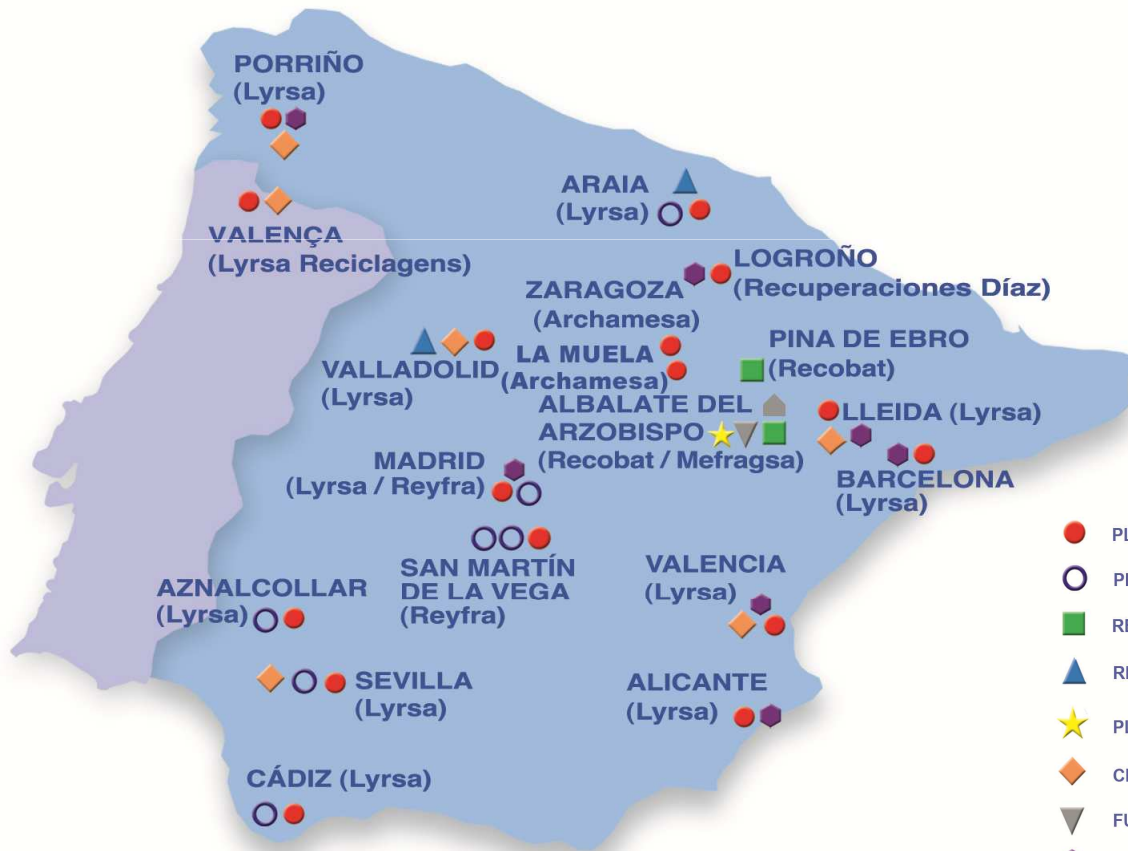 PORRIÑO
(Lyrsa)
ARAIA
(Lyrsa)
VALENÇA
(Lyrsa Reciclagens)
LOGROÑO
(Recuperaciones Díaz)
ZARAGOZA
(Archamesa)
PINA DE EBRO
(Recobat)
LA MUELA
(Archamesa)
VALLADOLID
(Lyrsa)
ALBALATE DEL
ARZOBISPO
(Recobat / Mefragsa)
LLEIDA (Lyrsa)
BARCELONA
(Lyrsa)
MADRID
(Lyrsa / Reyfra)
SAN MARTÍN
DE LA VEGA
(Reyfra)
VALENCIA
(Lyrsa)
AZNALCOLLAR
(Lyrsa)
SEVILLA
(Lyrsa)
ALICANTE
(Lyrsa)
CÁDIZ (Lyrsa)